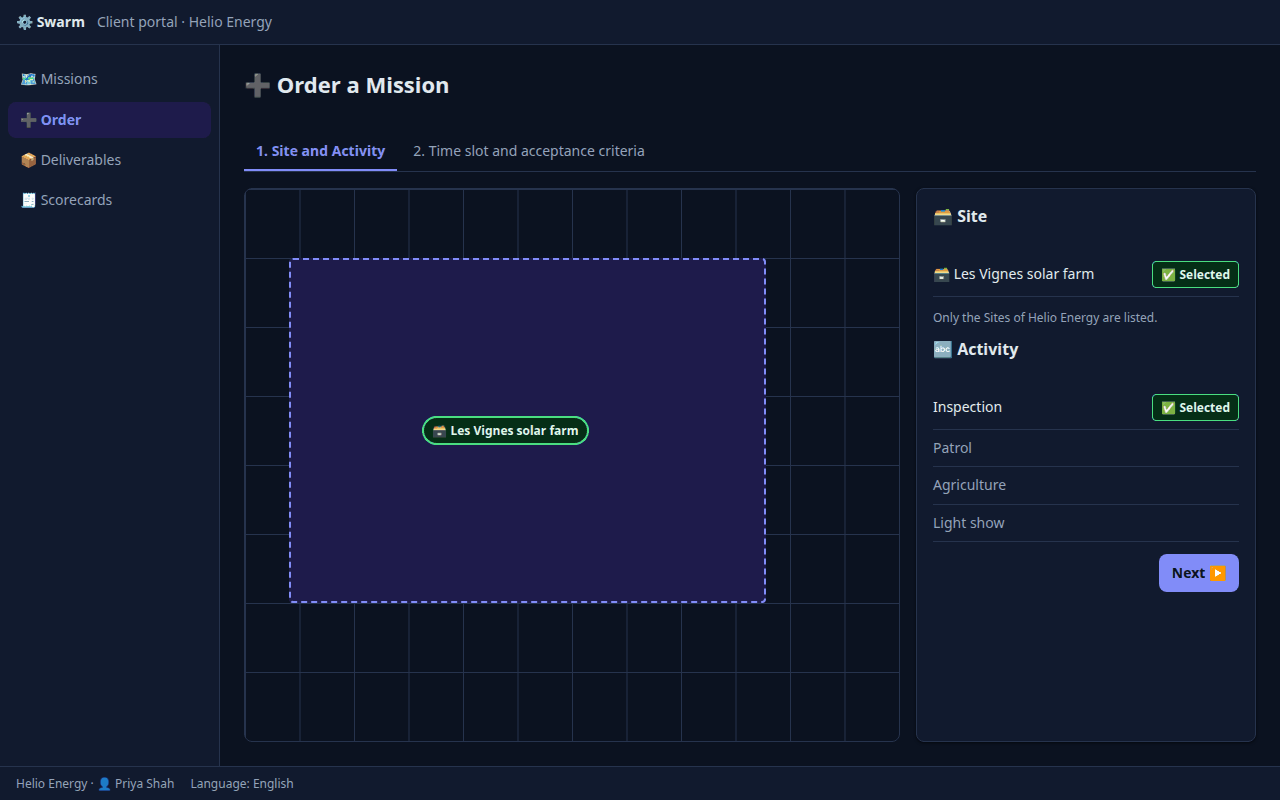 ⚙️ Swarm Client portal · Helio Energy
🗺️ Missions
➕ Order
📦 Deliverables
🧾 Scorecards
➕ Order a Mission
1. Site and Activity
2. Time slot and acceptance criteria
🗃️ Les Vignes solar farm
🗃️ Site
🗃️ Les Vignes solar farm ✅ Selected
Only the Sites of Helio Energy are listed.
🔤 Activity
Inspection ✅ Selected
Patrol
Agriculture
Light show
Next ▶️
Helio Energy · 👤 Priya Shah Language: English